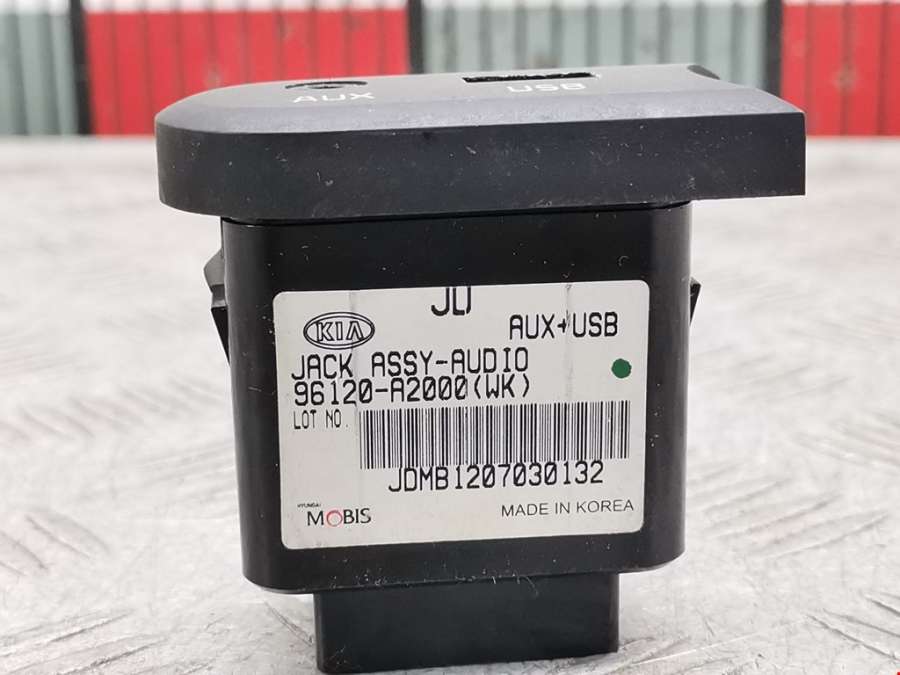 AUX USB
JD
KIA AUX+USB
JACK ASSY-AUDIO
96120-A2000(WK)
LOT NO.
JDMB1207030132
HYUNDAI
MOBIS MADE IN KOREA